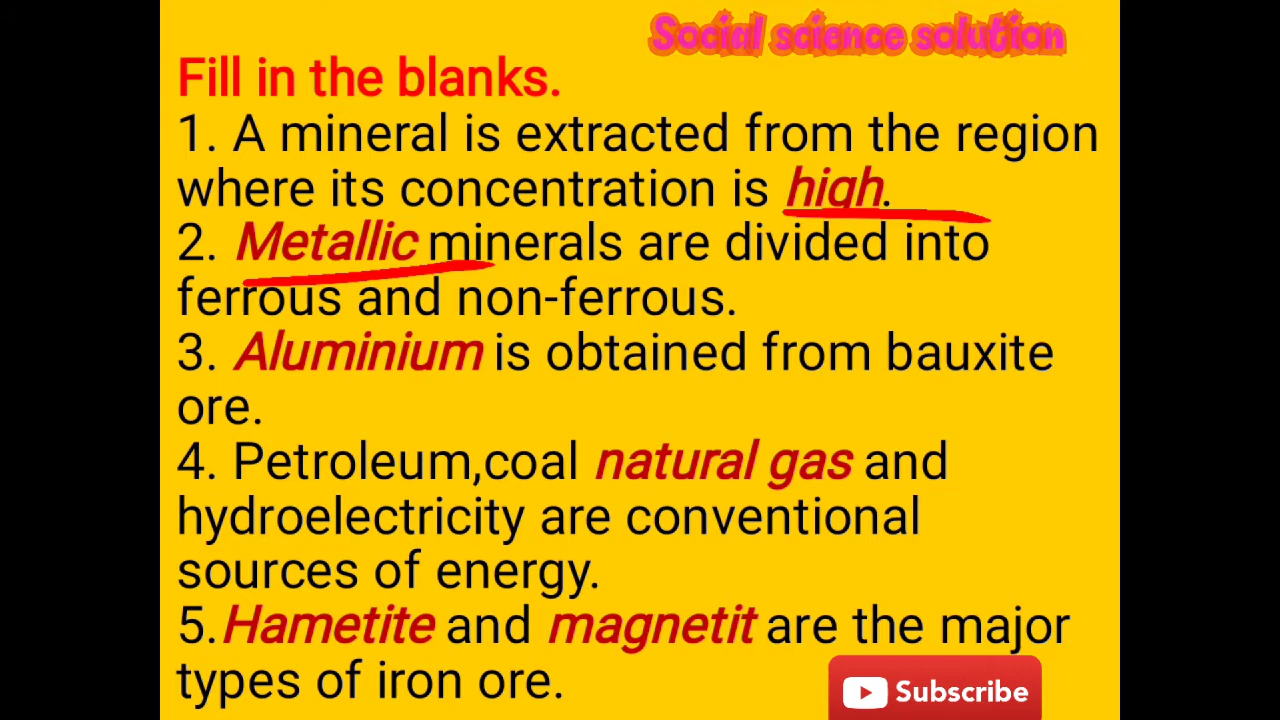 Social science solution
Fill in the blanks.
1. A mineral is extracted from the region
where its concentration is high.
2. Metallic minerals are divided into
ferrous and non-ferrous.
3. Aluminium is obtained from bauxite
ore.
4. Petroleum,coal natural gas and
hydroelectricity are conventional
sources of energy.
5.Hametite and magnetit are the major
types of iron ore.
Subscribe